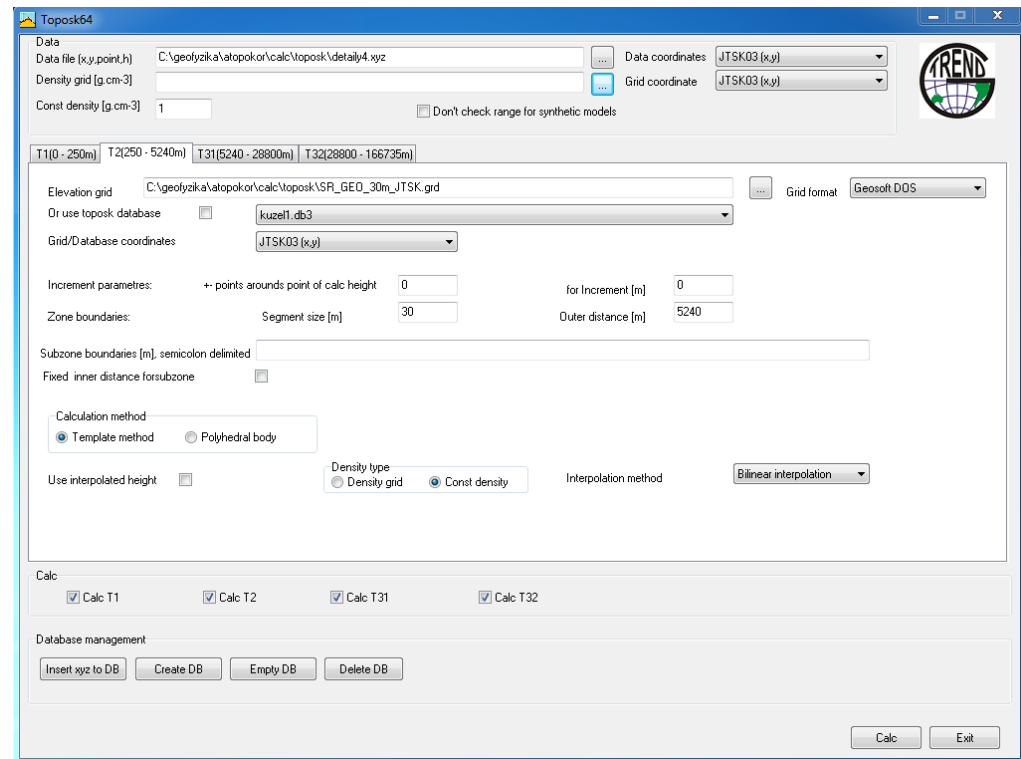 Toposk64
Data
Data file (x,y,point,h) C:\geofyzika\atopokor\calc\toposk\detaily4.xyz ... Data coordinates JTSK03 (x,y)
Density grid [g.cm-3] ... Grid coordinate JTSK03 (x,y)
Const density [g.cm-3] 1 Don't check range for synthetic models
TREND
T1(0 - 250m) T2(250 - 5240m) T31(5240 - 28800m) T32(28800 - 166735m)
Elevation grid C:\geofyzika\atopokor\calc\toposk\SR_GEO_30m_JTSK.grd ... Grid format Geosoft DOS
Or use toposk database kuzel1.db3
Grid/Database coordinates JTSK03 (x,y)
Increment parametres: +- points arounds point of calc height 0 for Increment [m] 0
Zone boundaries: Segment size [m] 30 Outer distance [m] 5240
Subzone boundaries [m], semicolon delimited
Fixed inner distance forsubzone
Calculation method
Template method Polyhedral body
Use interpolated height Density type Density grid Const density Interpolation method Bilinear interpolation
Calc
Calc T1 Calc T2 Calc T31 Calc T32
Database management
Insert xyz to DB Create DB Empty DB Delete DB
Calc Exit